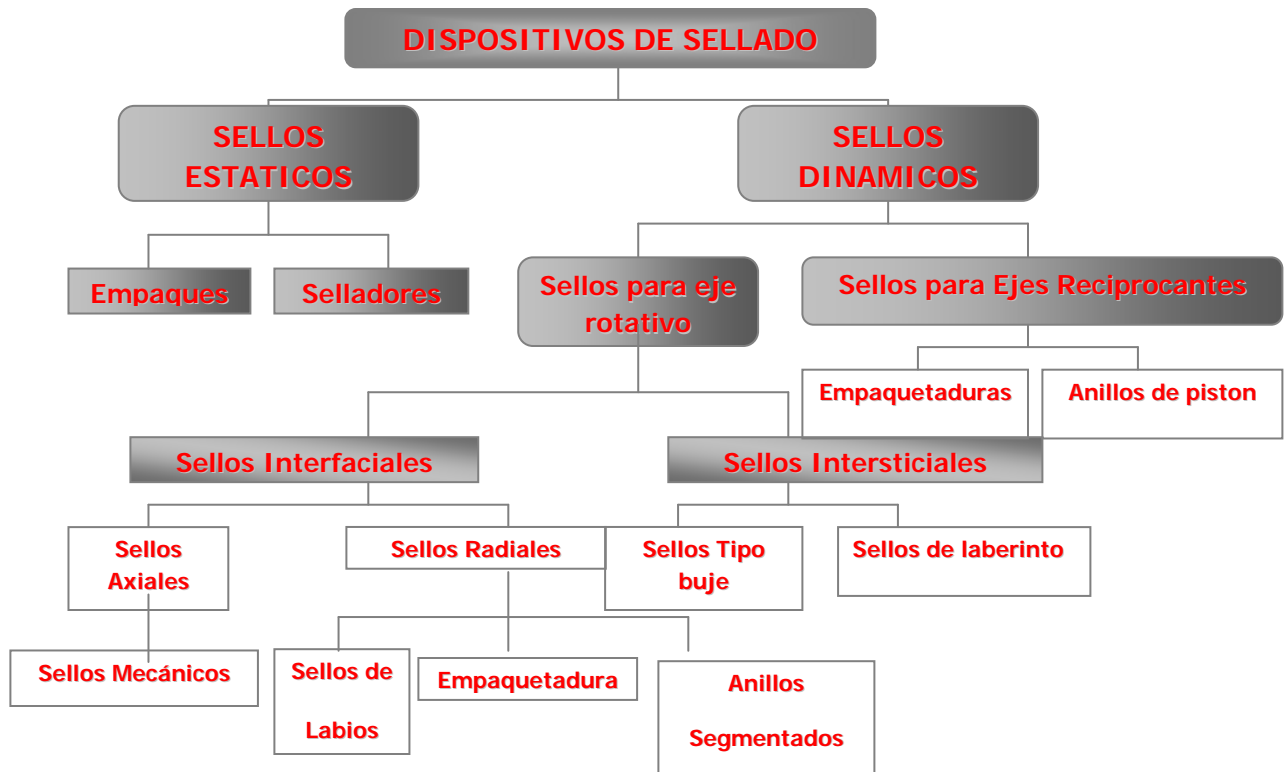 DISPOSITIVOS DE SELLADO
SELLOS
ESTATICOS
SELLOS
DINAMICOS
Empaques
Selladores
Sellos para eje
rotativo
Sellos para Ejes Reciprocantes
Empaquetaduras
Anillos de piston
Sellos Interfaciales
Sellos Intersticiales
Sellos
Axiales
Sellos Radiales
Sellos Tipo
buje
Sellos de laberinto
Sellos Mecánicos
Sellos de
Labios
Empaquetadura
Anillos
Segmentados